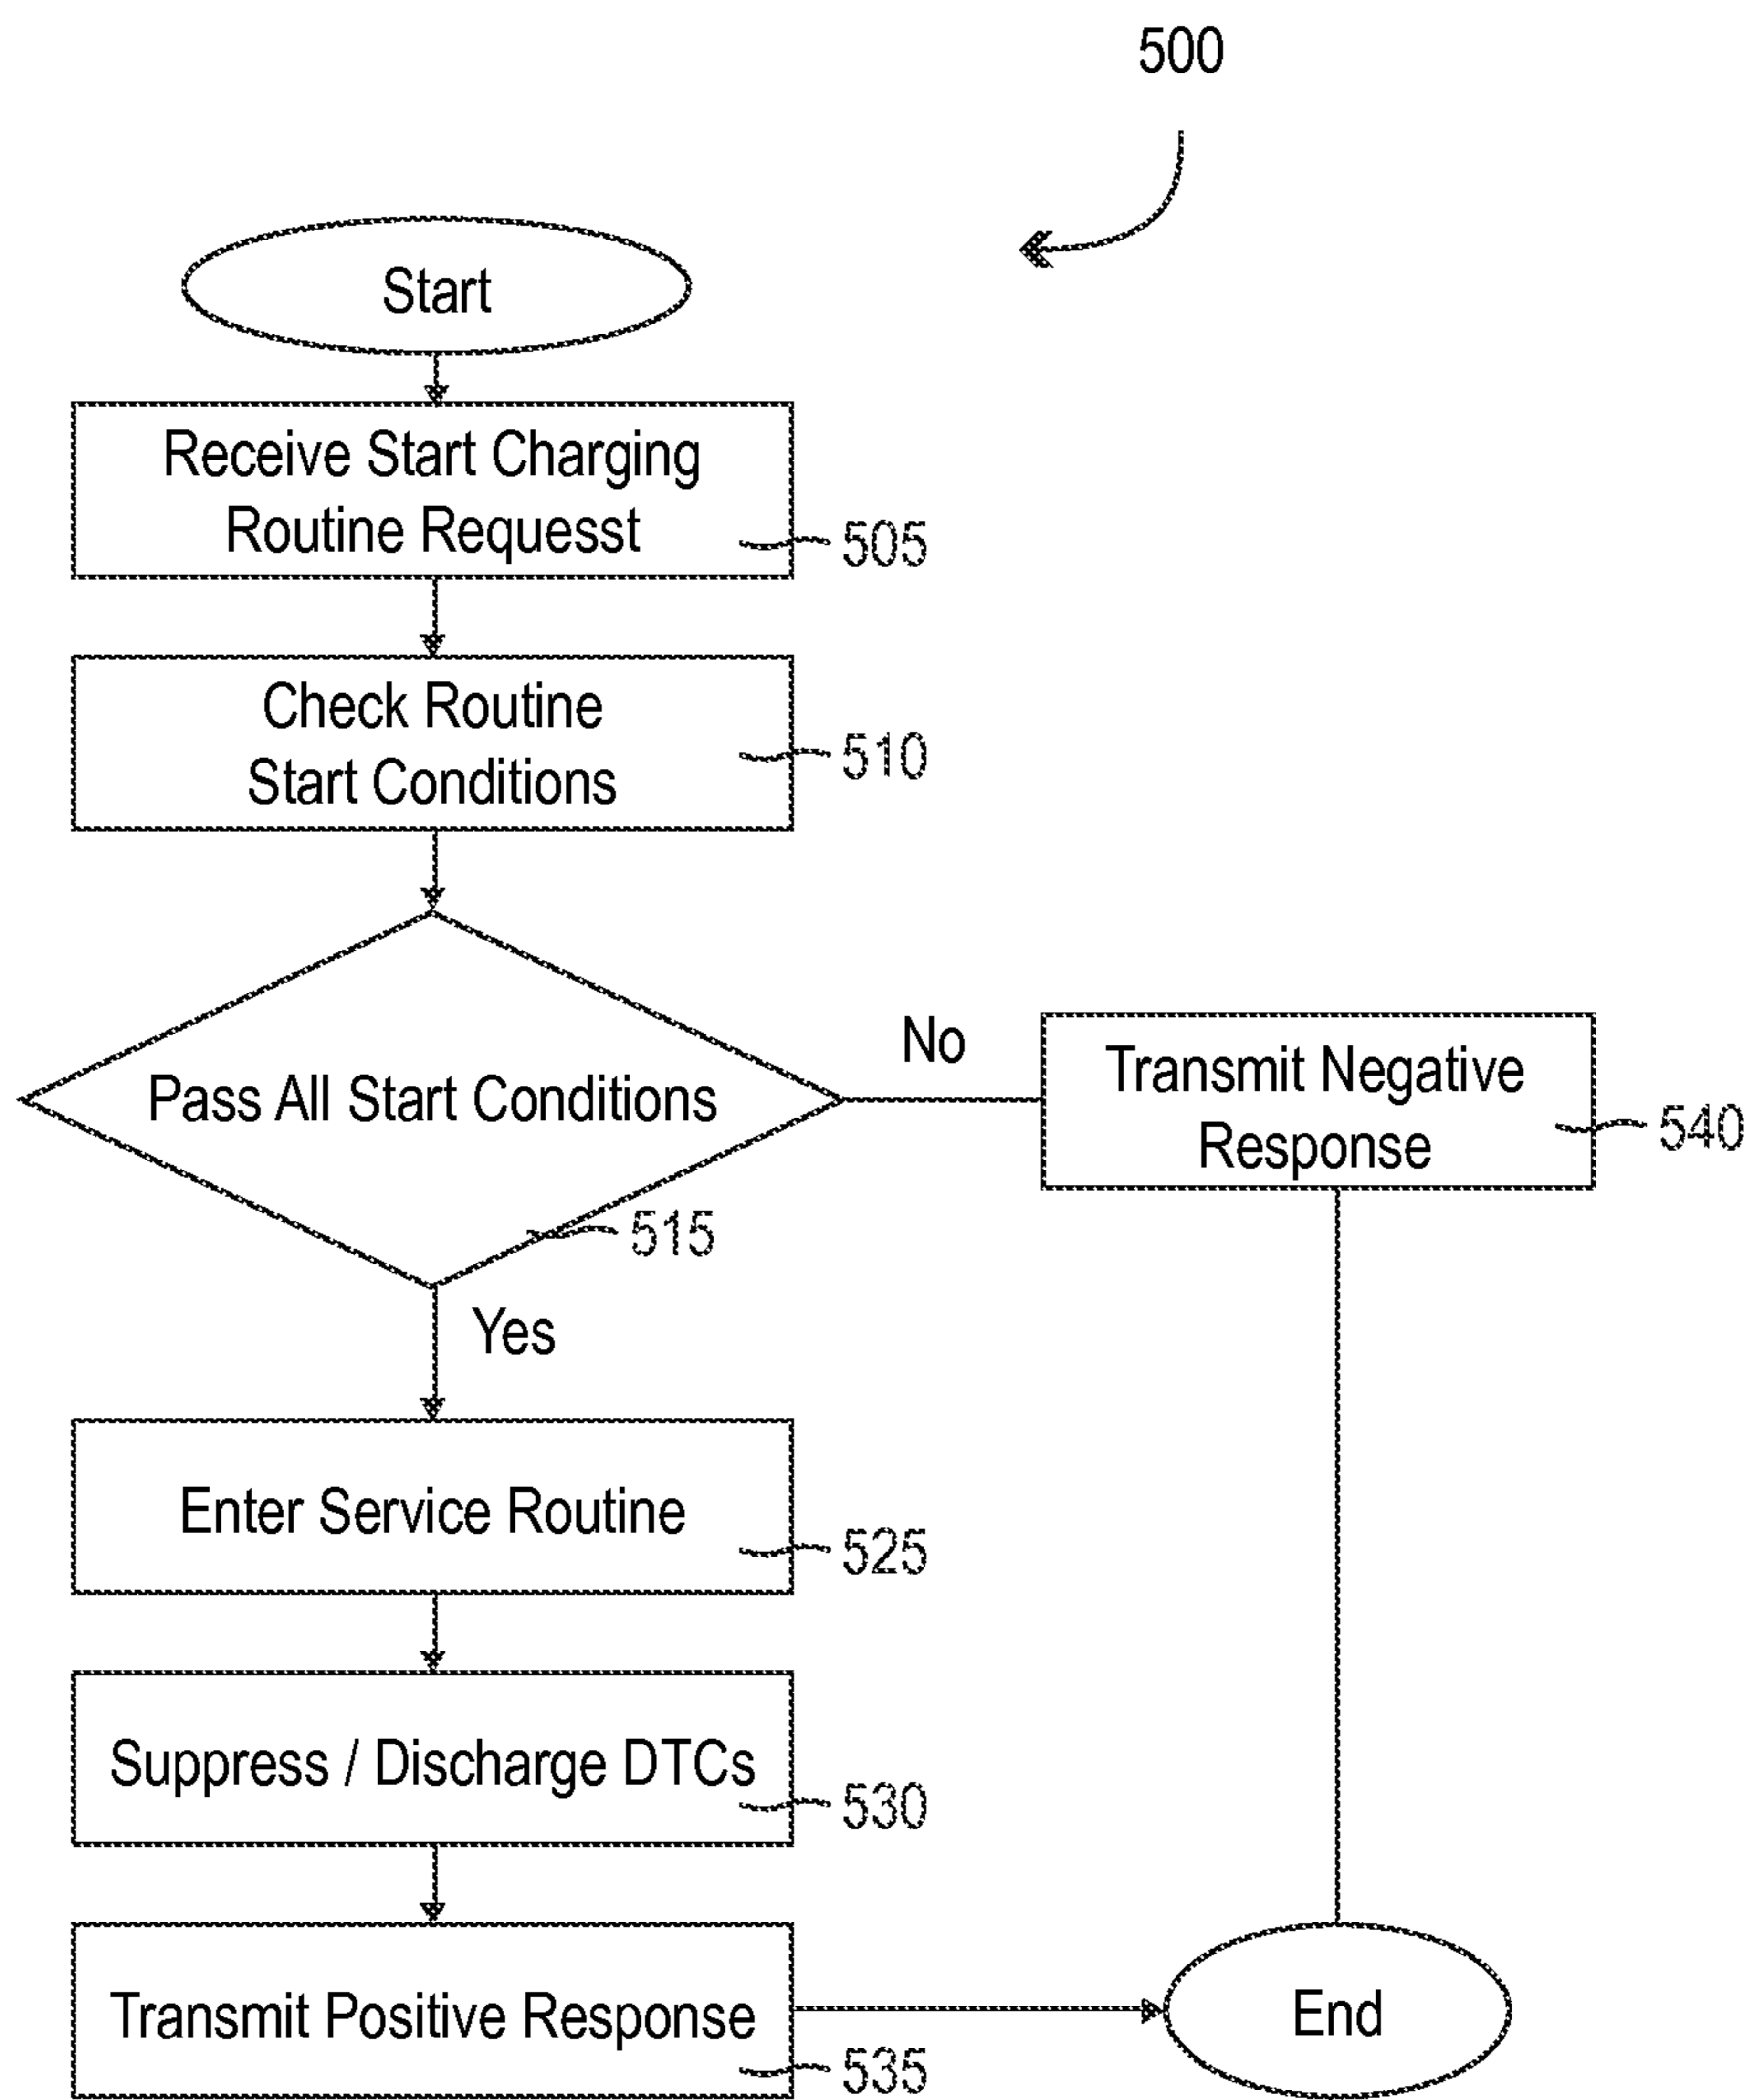 500
Start
Receive Start Charging
Routine Requesst
505
Check Routine
Start Conditions
510
Pass All Start Conditions
515
No
Transmit Negative
Response
540
Yes
Enter Service Routine
525
Suppress / Discharge DTCs
530
Transmit Positive Response
535
End